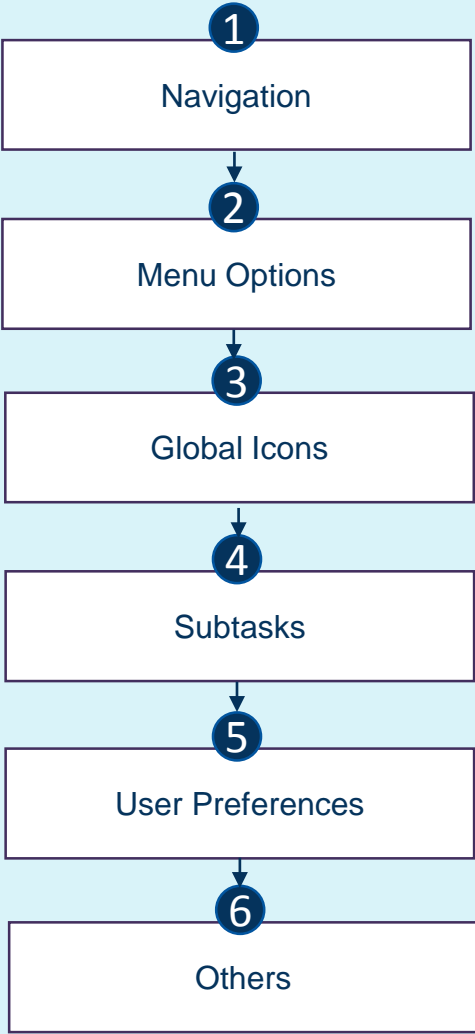 1
Navigation
2
Menu Options
3
Global Icons
4
Subtasks
5
User Preferences
6
Others